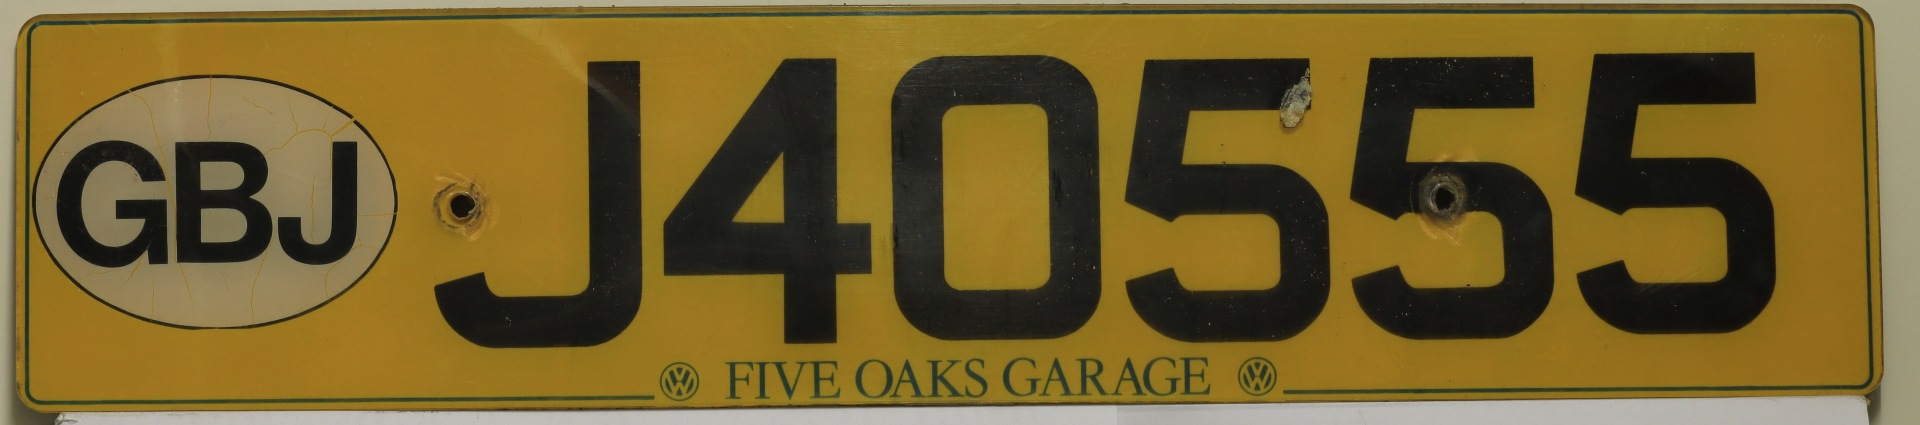 GBJ J40555
FIVE OAKS GARAGE